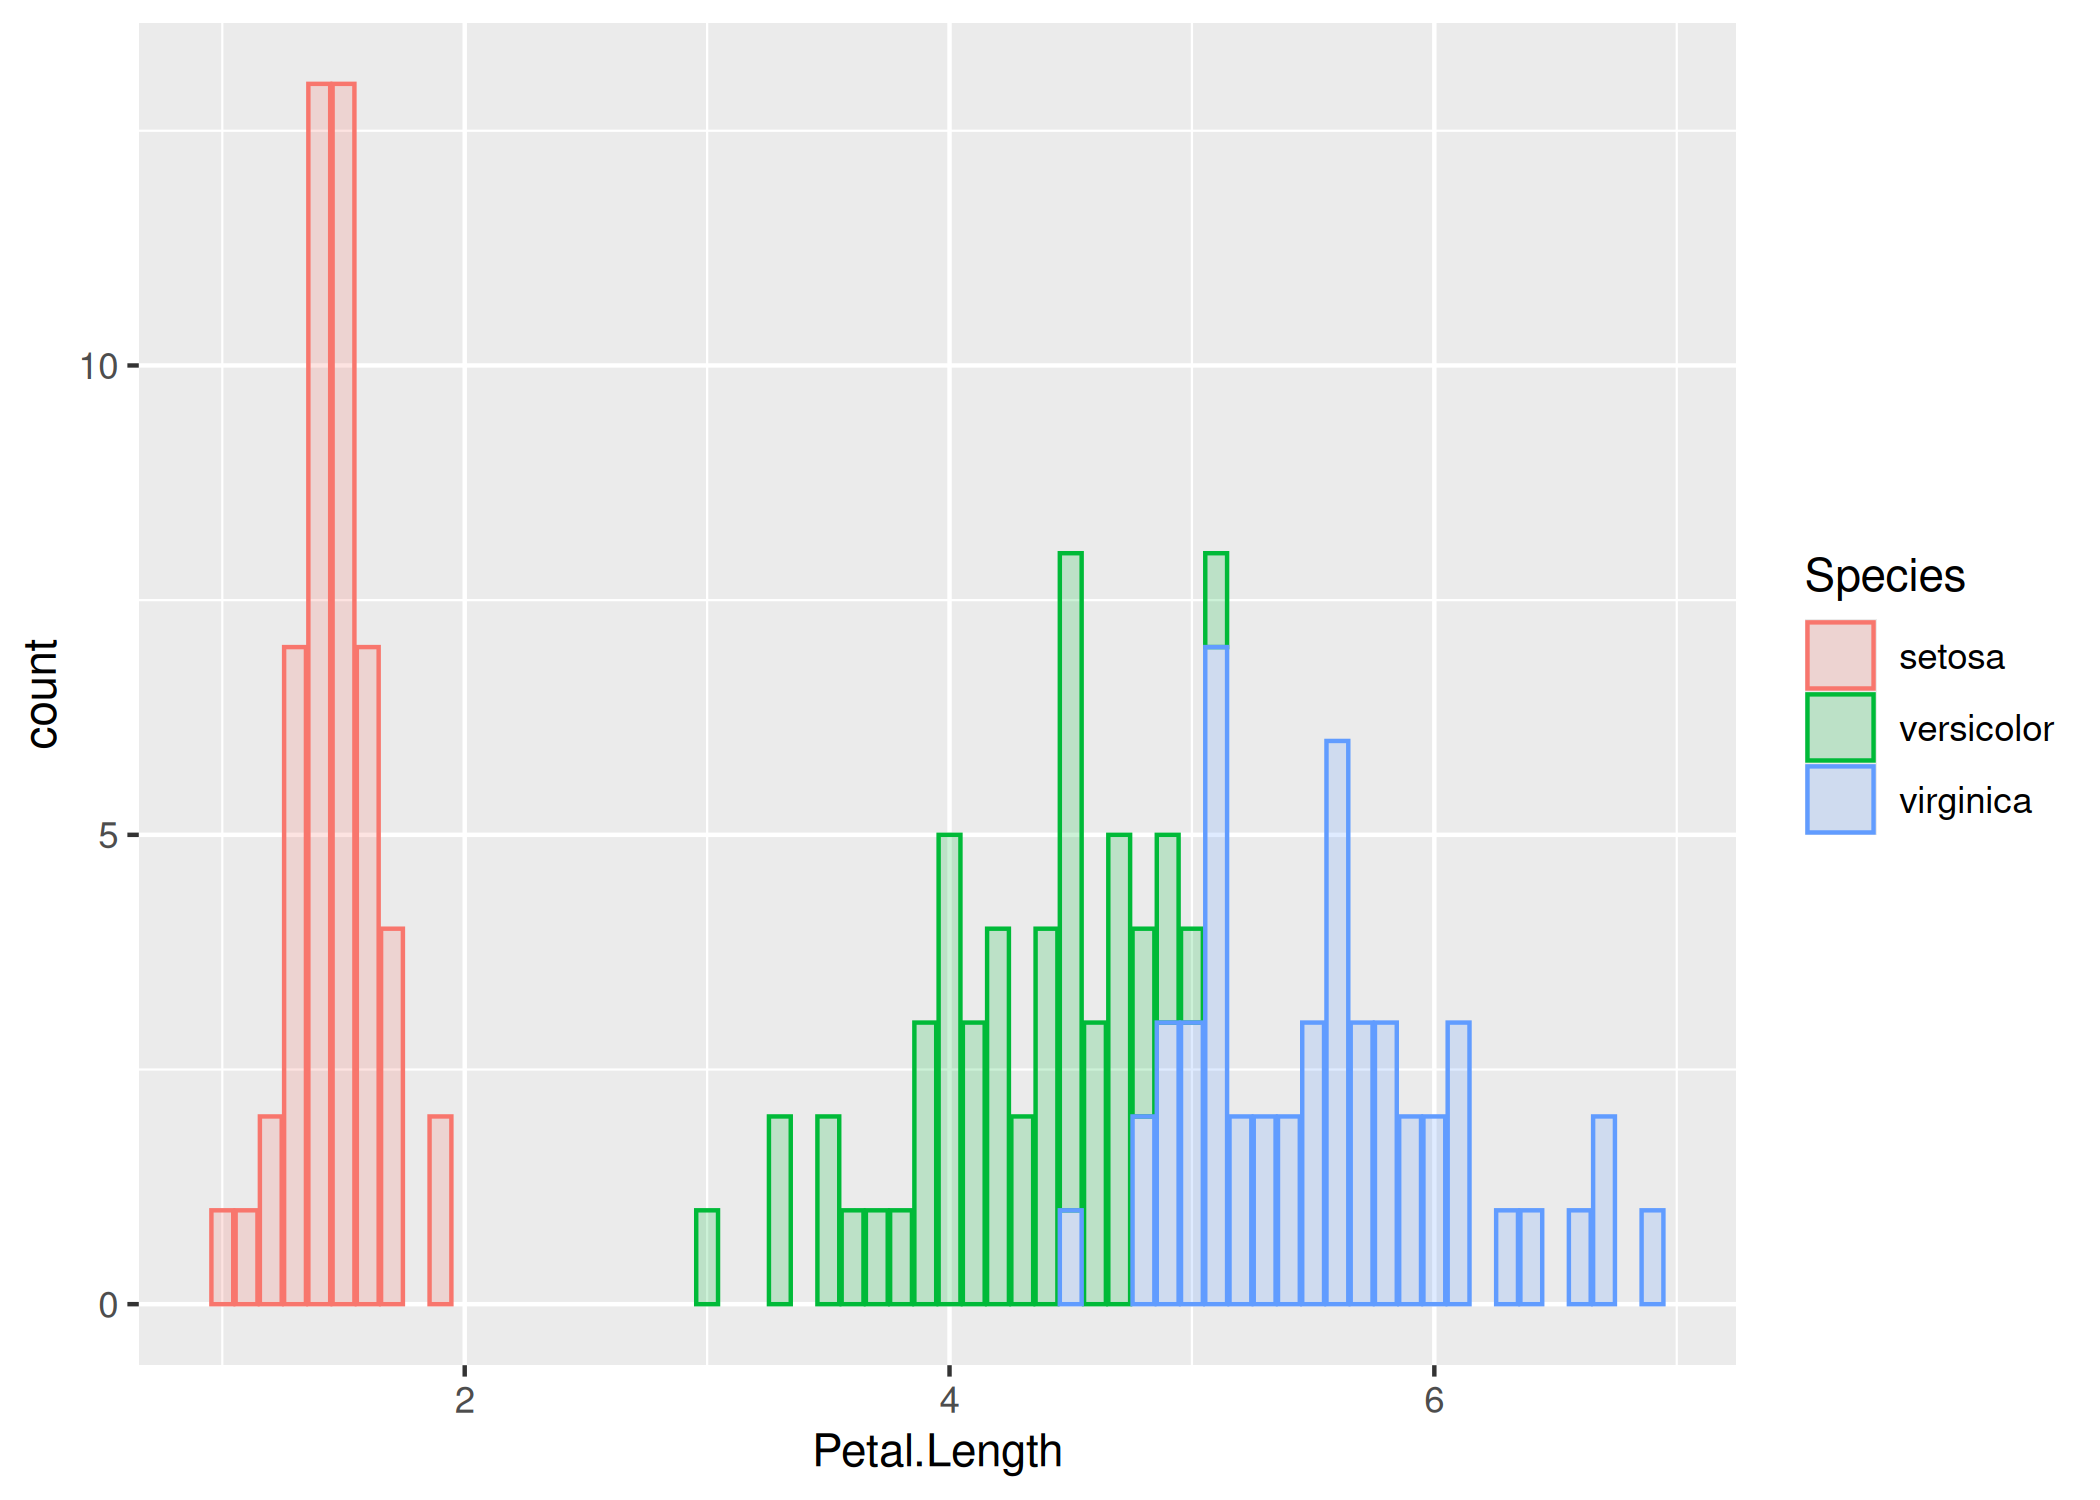 count
10
5
0
2 4 6
Petal.Length
Species
setosa
versicolor
virginica